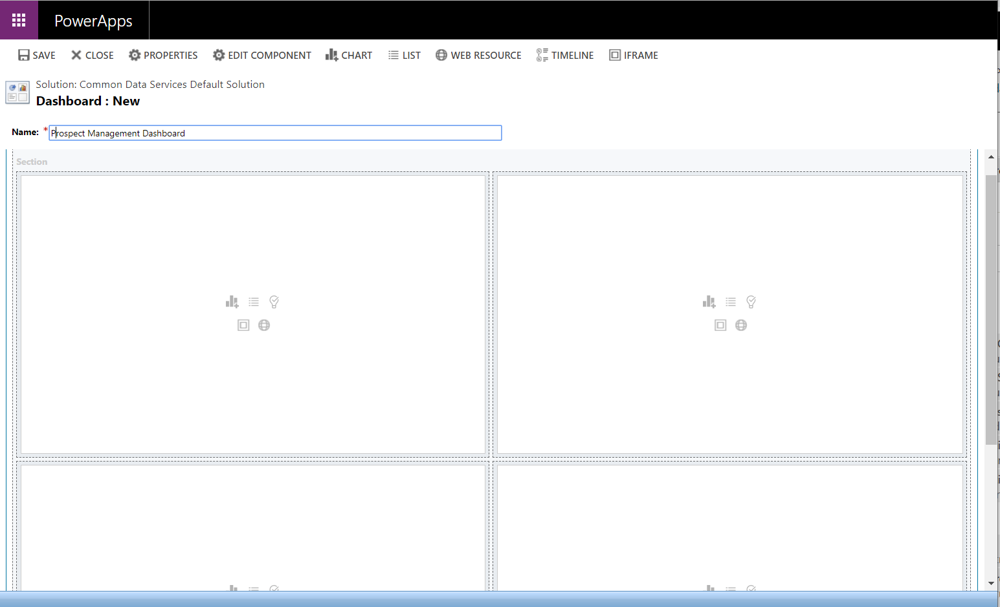 PowerApps
SAVE CLOSE PROPERTIES EDIT COMPONENT CHART LIST WEB RESOURCE TIMELINE IFRAME
Solution: Common Data Services Default Solution
Dashboard : New
Name: * Prospect Management Dashboard
Section